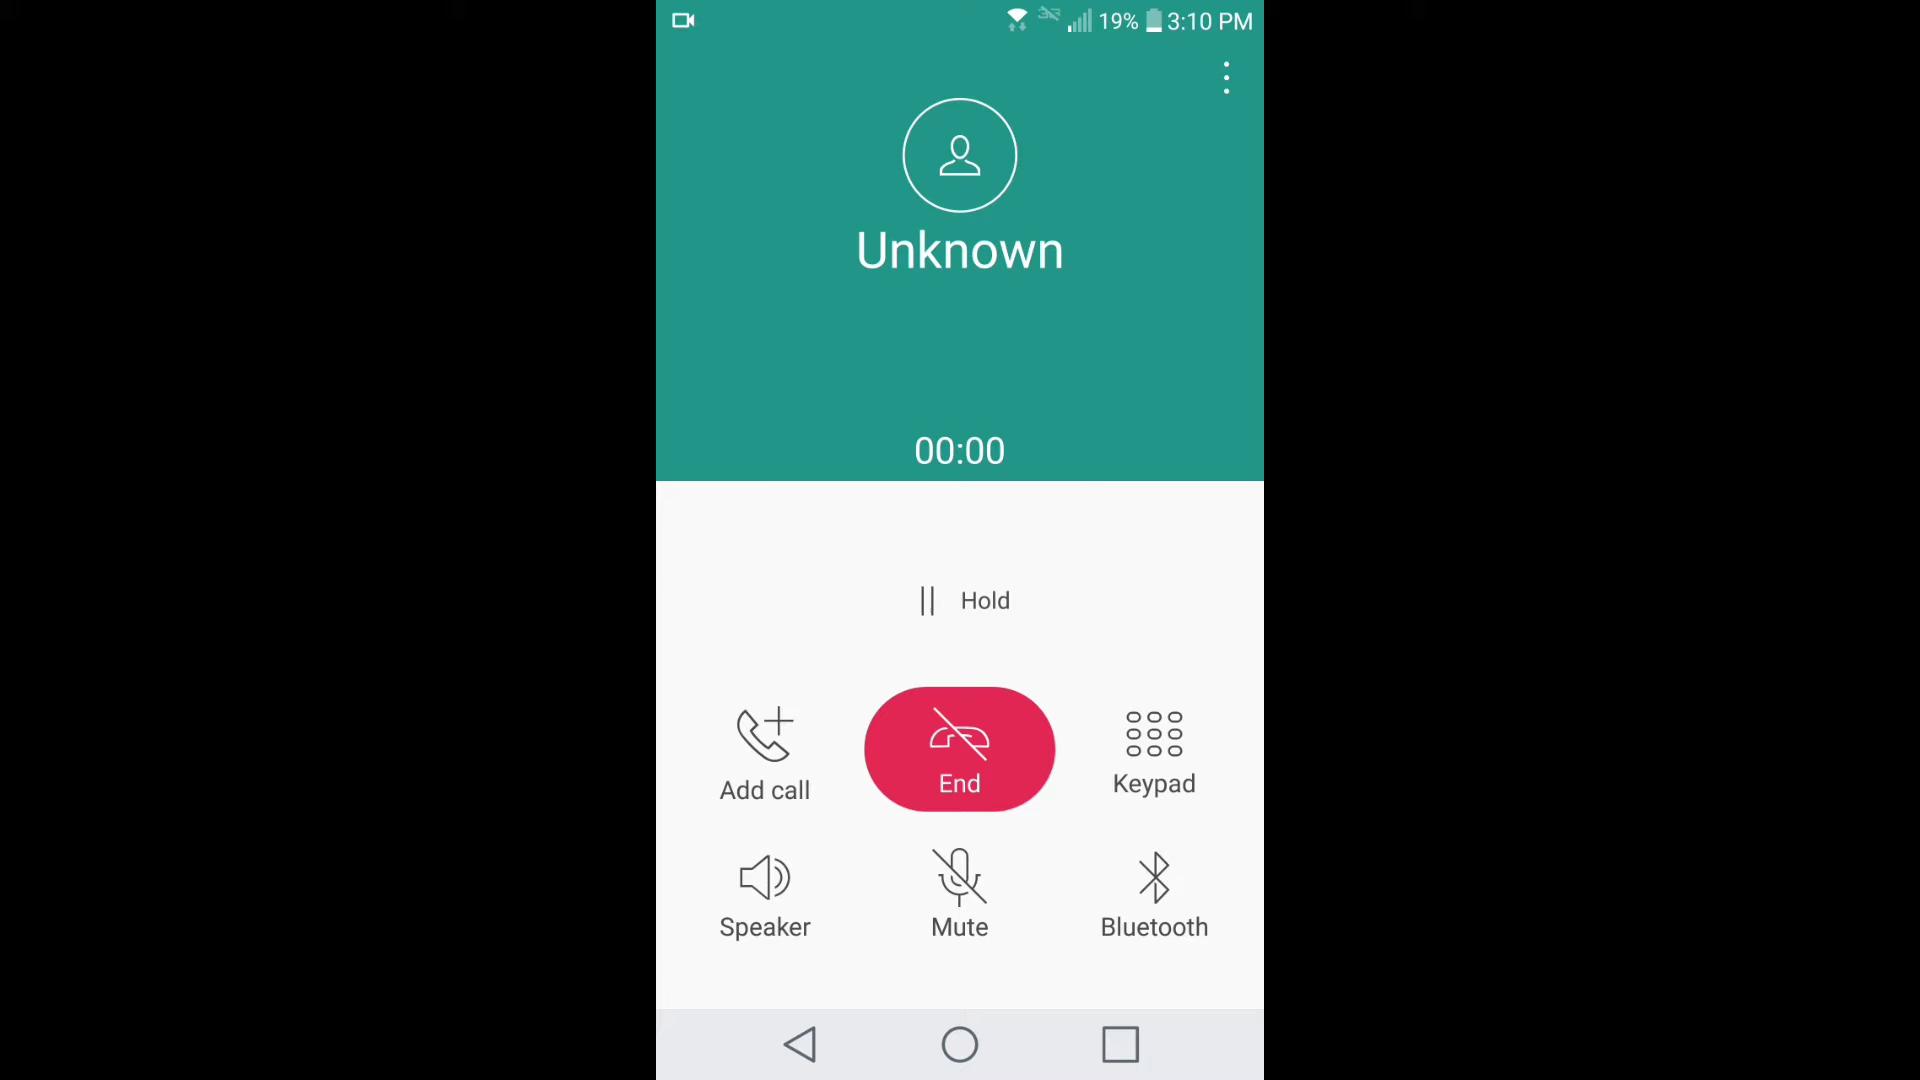 19% 3:10 PM
Unknown
00:00
Hold
Add call
End
Keypad
Speaker
Mute
Bluetooth